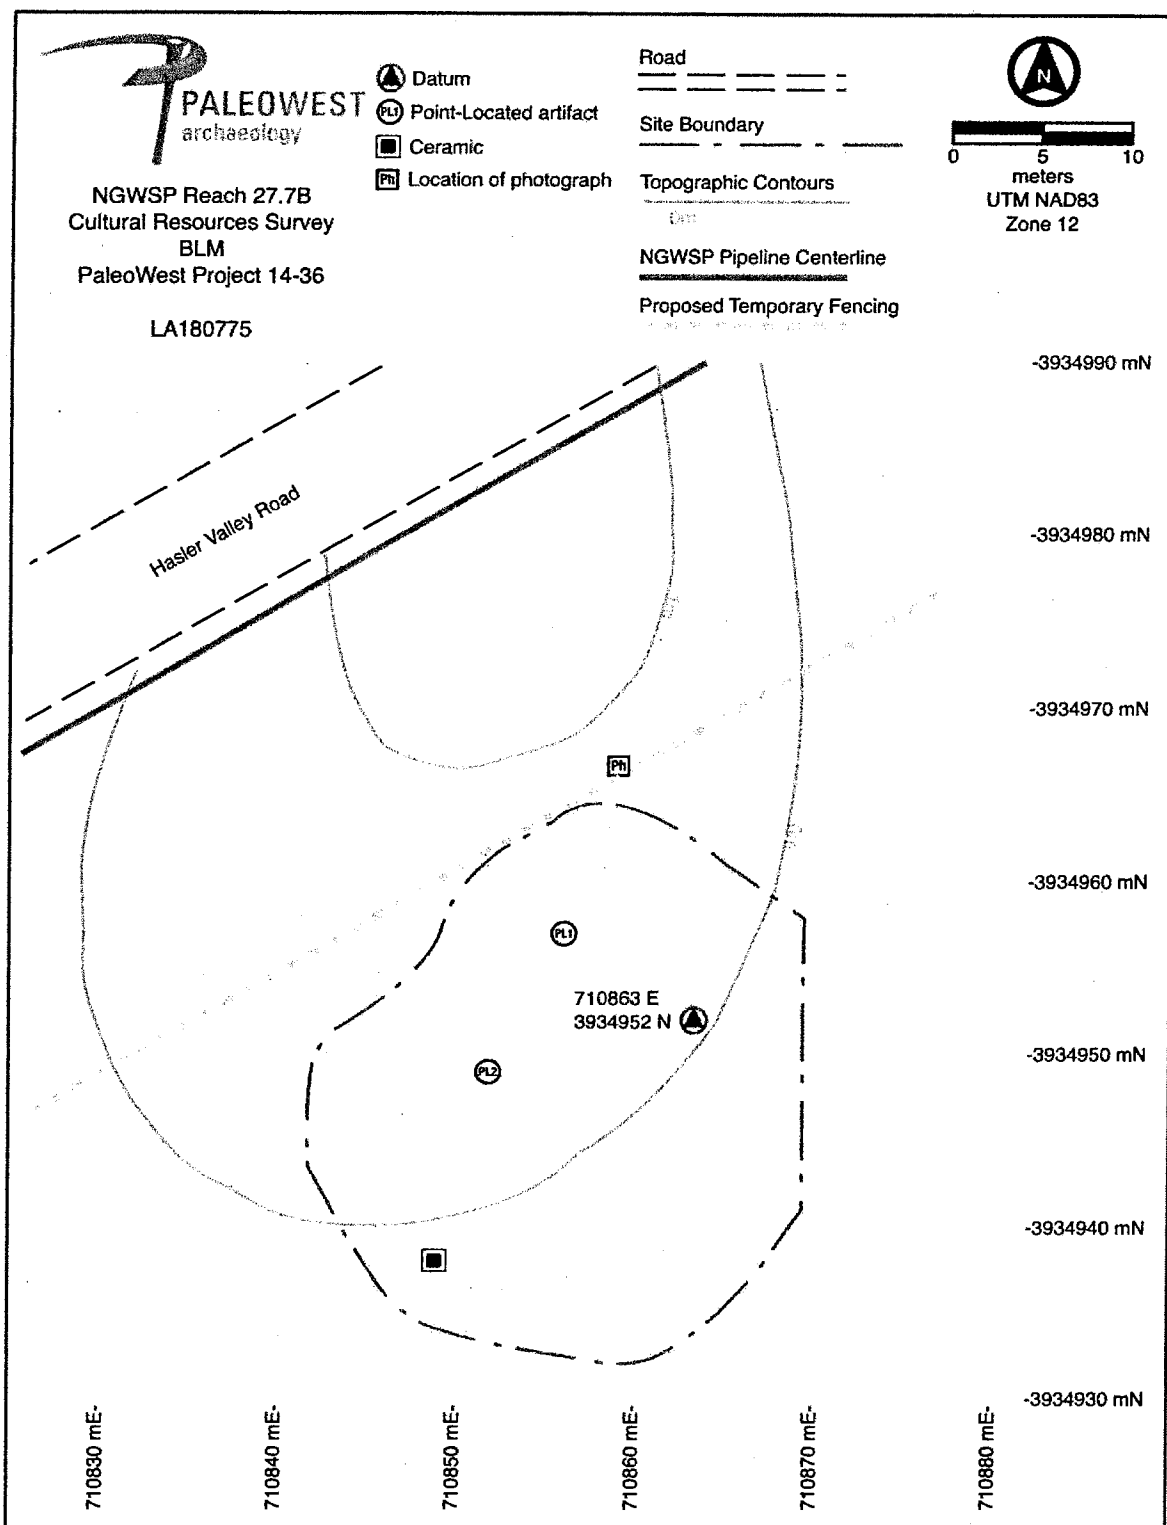 PALEOWEST
archaeology
NGWSP Reach 27.7B
Cultural Resources Survey
BLM
PaleoWest Project 14-36
LA180775
Datum
PL1 Point-Located artifact
Ceramic
Ph Location of photograph
Road
Site Boundary
Topographic Contours
0m
NGWSP Pipeline Centerline
Proposed Temporary Fencing
N
0 5 10
meters
UTM NAD83
Zone 12
-3934990 mN
Hasler Valley Road
-3934980 mN
-3934970 mN
Ph
-3934960 mN
PL1
710863 E
3934952 N
-3934950 mN
PL2
-3934940 mN
-3934930 mN
710830 mE-
710840 mE-
710850 mE-
710860 mE-
710870 mE-
710880 mE-